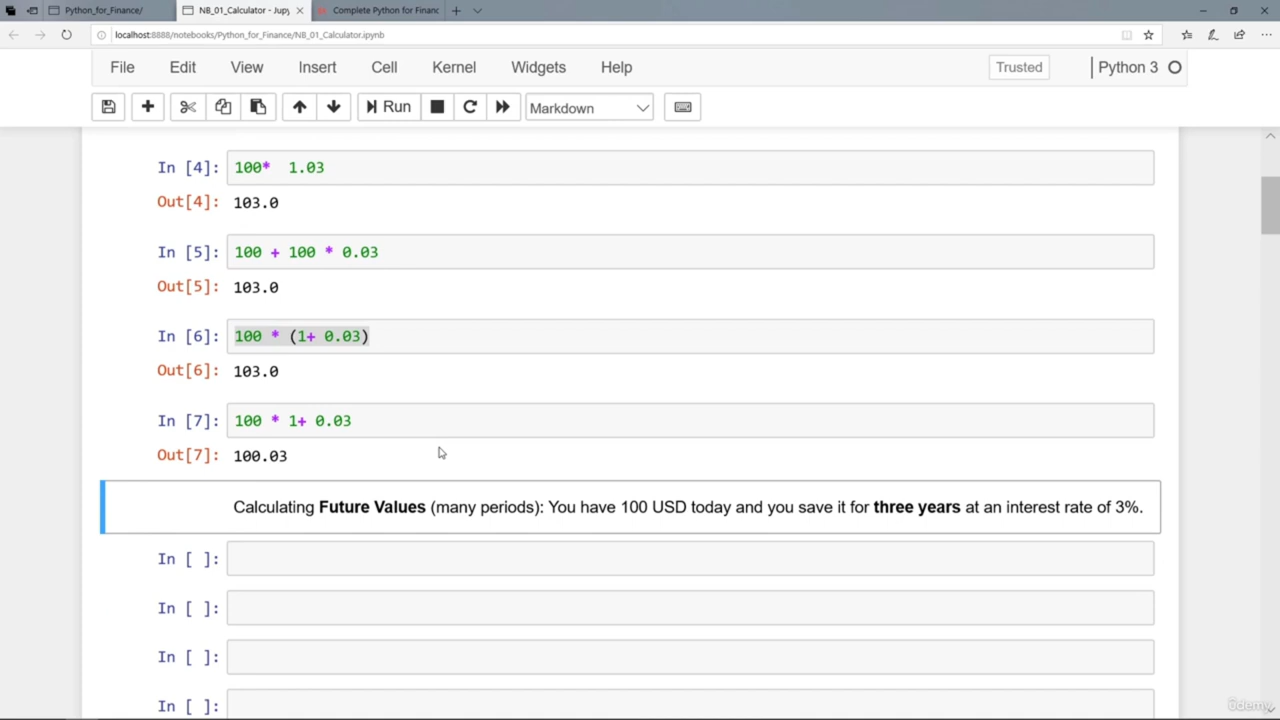 Python_for_Finance/
NB_01_Calculator - Jupy
Complete Python for Financ
localhost:8888/notebooks/Python_for_Finance/NB_01_Calculator.ipynb
File Edit View Insert Cell Kernel Widgets Help Trusted Python 3
Run Markdown
In [4]: 100*  1.03
Out[4]: 103.0
In [5]: 100 + 100 * 0.03
Out[5]: 103.0
In [6]: 100 * (1+ 0.03)
Out[6]: 103.0
In [7]: 100 * 1+ 0.03
Out[7]: 100.03
Calculating Future Values (many periods): You have 100 USD today and you save it for three years at an interest rate of 3%.
In [ ]:
In [ ]:
In [ ]:
In [ ]:
ûdemy